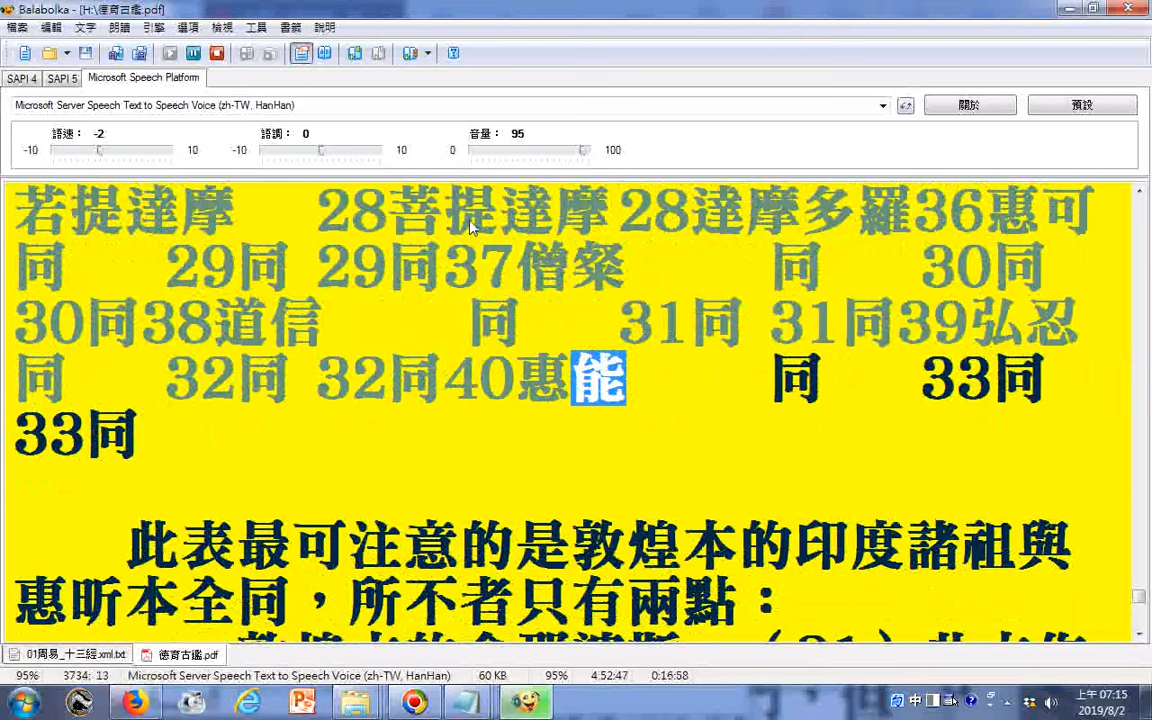 Balabolka - [H:\德育古鑑.pdf]
檔案 編輯 文字 朗讀 引擎 選項 檢視 工具 書籤 說明
SAPI 4 SAPI 5 Microsoft Speech Platform
Microsoft Server Speech Text to Speech Voice (zh-TW, HanHan) 關於 預設
語速： -2 語調： 0 音量： 95
-10 10 -10 10 0 100
若提達摩 28菩提達摩 28達摩多羅36惠可
同 29同 29同37僧粲 同 30同
30同38道信 同 31同 31同39弘忍
同 32同 32同40惠能 同 33同
33同
此表最可注意的是敦煌本的印度諸祖與
惠昕本全同，所不者只有兩點：
01周易_十三經.xml.txt 德育古鑑.pdf
95% 3734: 13 Microsoft Server Speech Text to Speech Voice (zh-TW, HanHan) 60 KB 95% 4:52:47 0:16:58
中 上午 07:15
2019/8/2